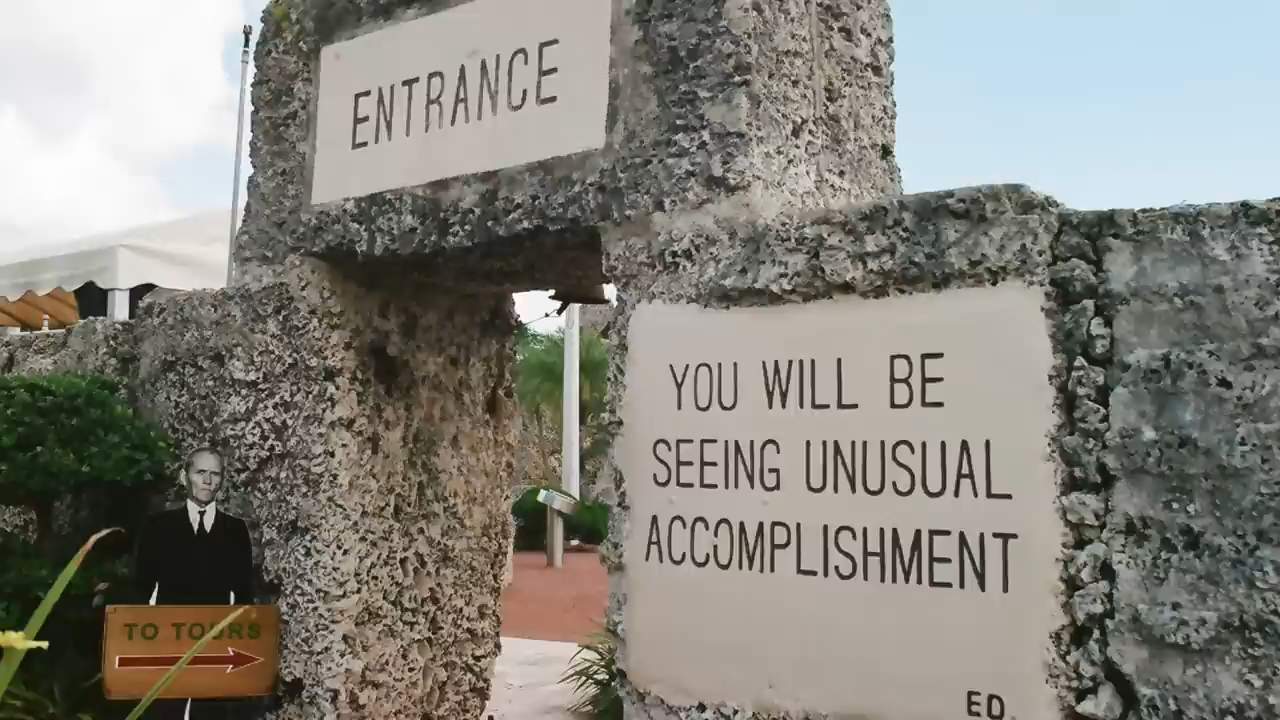 ENTRANCE
YOU WILL BE
SEEING UNUSUAL
ACCOMPLISHMENT
ED.
TO TOURS